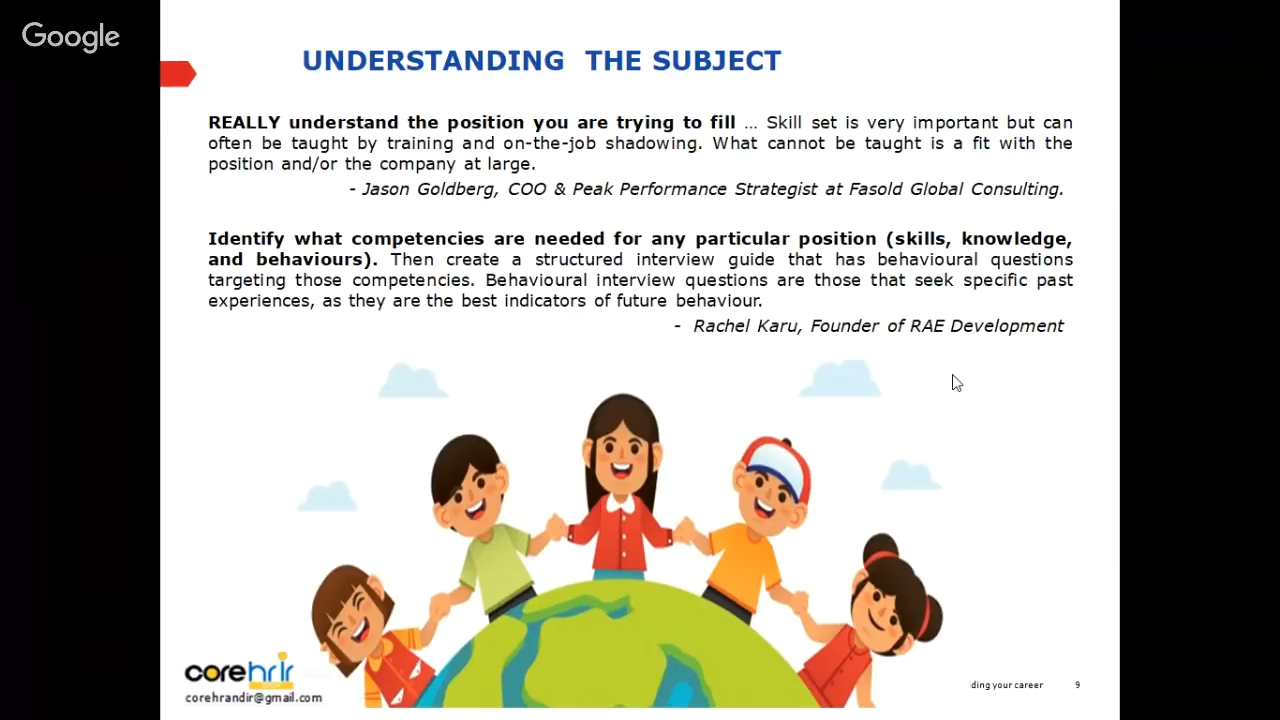 Google
UNDERSTANDING THE SUBJECT
REALLY understand the position you are trying to fill ... Skill set is very important but can
often be taught by training and on-the-job shadowing. What cannot be taught is a fit with the
position and/or the company at large.
- Jason Goldberg, COO & Peak Performance Strategist at Fasold Global Consulting.
Identify what competencies are needed for any particular position (skills, knowledge,
and behaviours). Then create a structured interview guide that has behavioural questions
targeting those competencies. Behavioural interview questions are those that seek specific past
experiences, as they are the best indicators of future behaviour.
- Rachel Karu, Founder of RAE Development
corehrir
corehrandir@gmail.com
ding your career 9